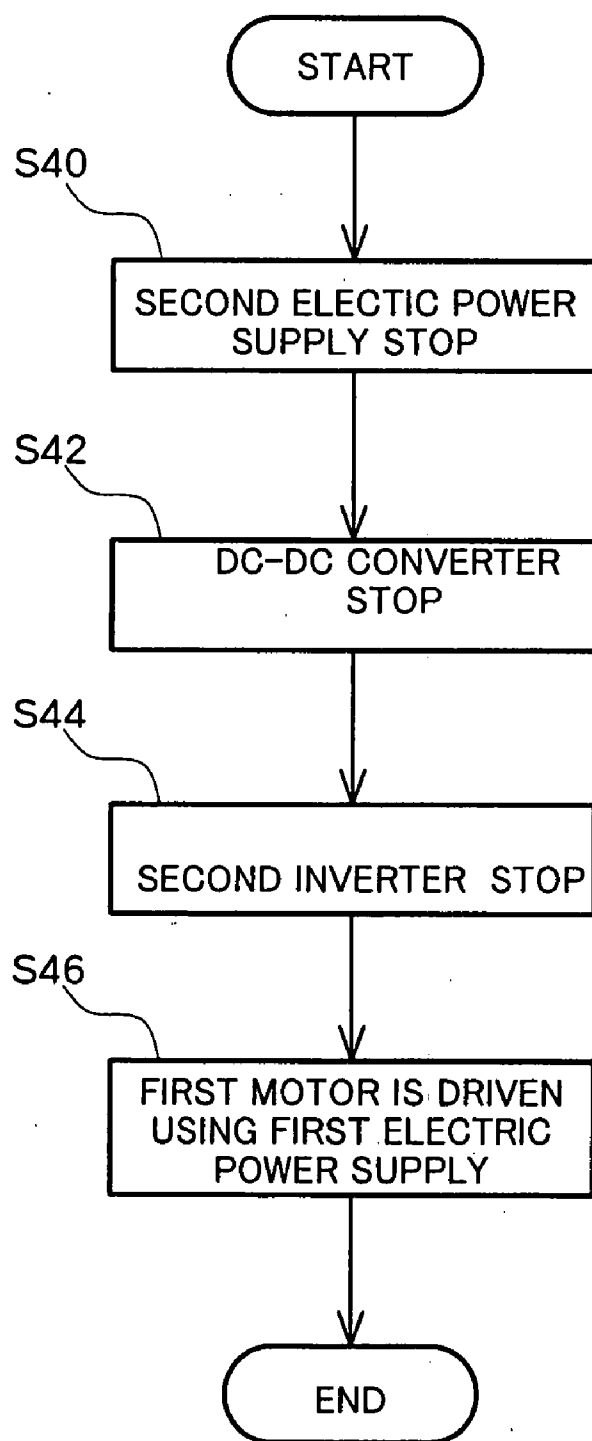 START
S40
SECOND ELECTIC POWER
SUPPLY STOP
S42
DC-DC CONVERTER
STOP
S44
SECOND INVERTER STOP
S46
FIRST MOTOR IS DRIVEN
USING FIRST ELECTRIC
POWER SUPPLY
END